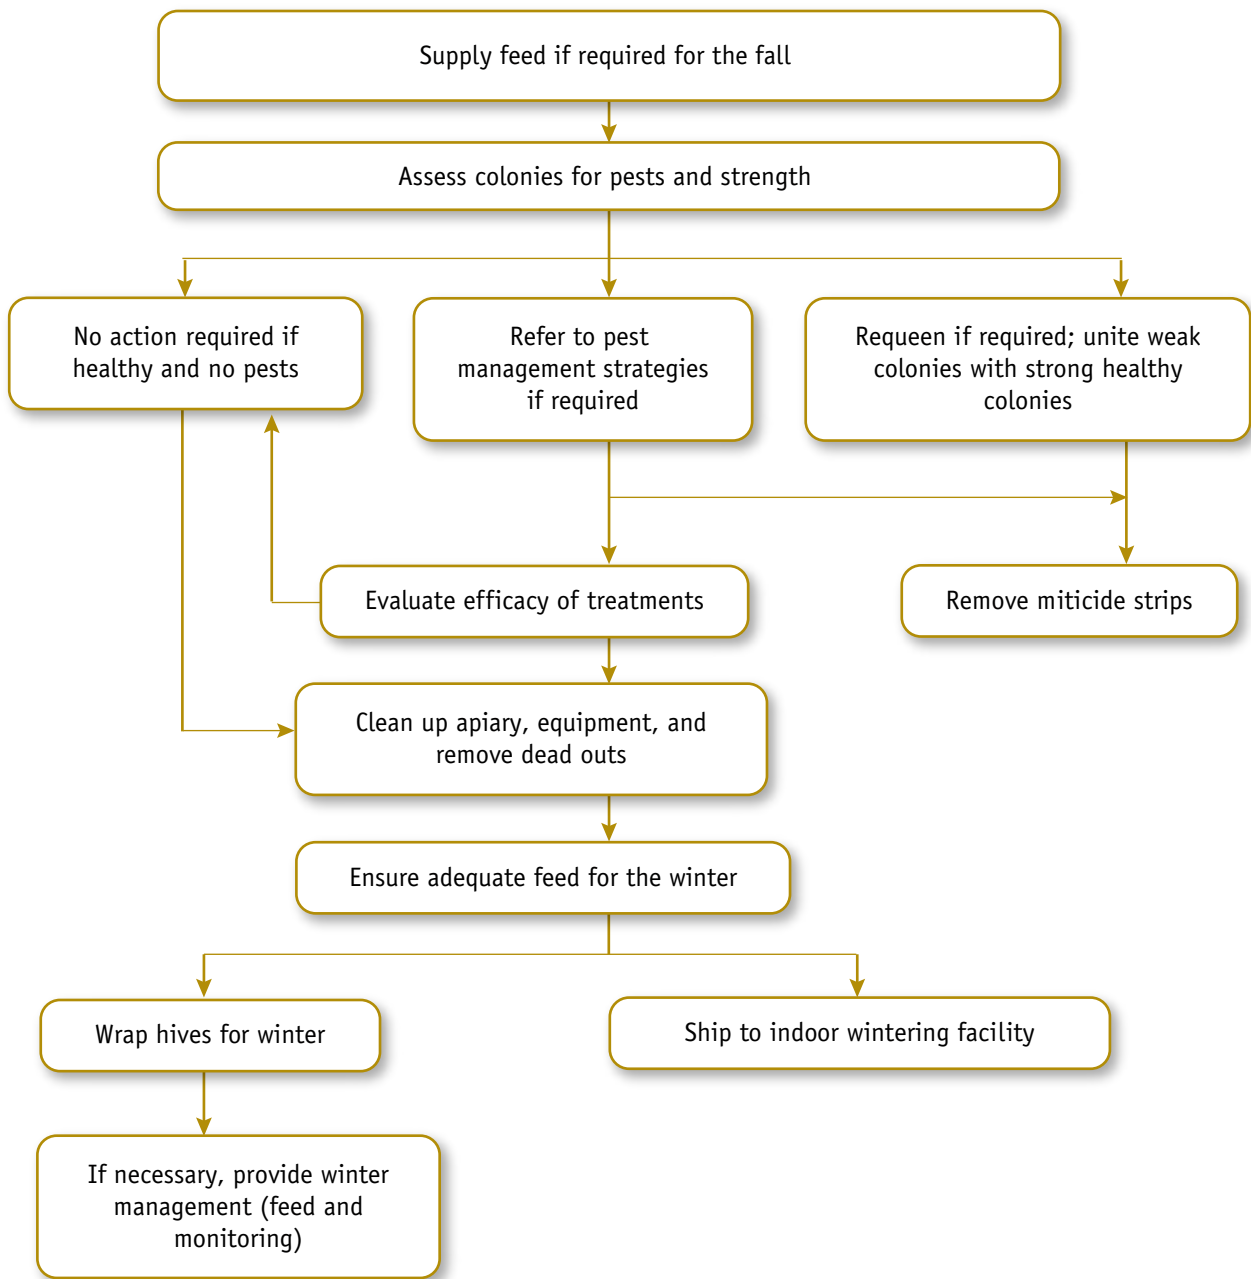 Supply feed if required for the fall
Assess colonies for pests and strength
No action required if
healthy and no pests
Refer to pest
management strategies
if required
Requeen if required; unite weak
colonies with strong healthy
colonies
Evaluate efficacy of treatments
Remove miticide strips
Clean up apiary, equipment, and
remove dead outs
Ensure adequate feed for the winter
Wrap hives for winter
Ship to indoor wintering facility
If necessary, provide winter
management (feed and
monitoring)